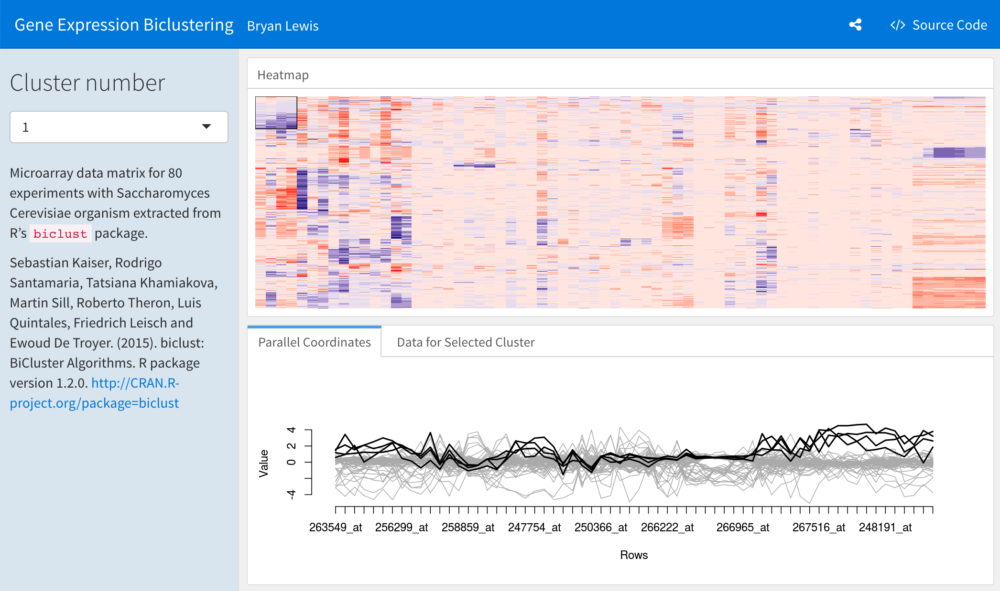 Gene Expression Biclustering Bryan Lewis
</> Source Code
Cluster number
1
Microarray data matrix for 80
experiments with Saccharomyces
Cerevisiae organism extracted from
R’s biclust package.
Sebastian Kaiser, Rodrigo
Santamaria, Tatsiana Khamiakova,
Martin Sill, Roberto Theron, Luis
Quintales, Friedrich Leisch and
Ewoud De Troyer. (2015). biclust:
BiCluster Algorithms. R package
version 1.2.0. http://CRAN.R-
project.org/package=biclust
Heatmap
Parallel Coordinates
Data for Selected Cluster
Value
4
2
0
-4
263549_at 256299_at 258859_at 247754_at 250366_at 266222_at 266965_at 267516_at 248191_at
Rows